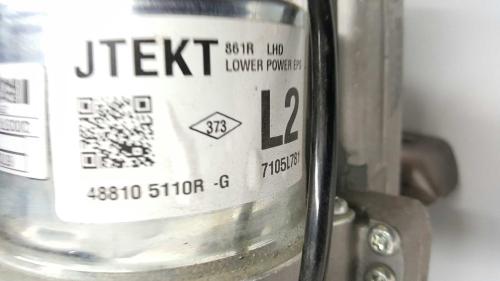 JTEKT
861R LHD
LOWER POWER EPS
373
L2
7105L781
48810 5110R -G